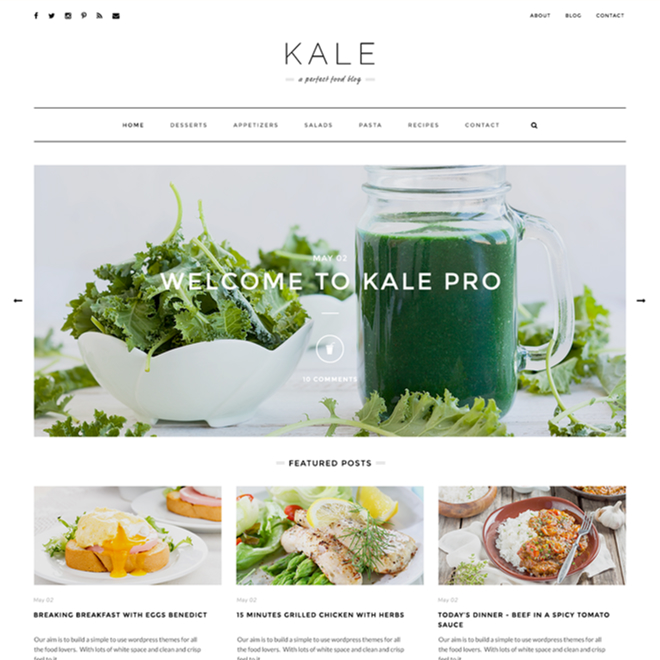 ABOUT BLOG CONTACT
KALE
a perfect food blog
HOME DESSERTS APPETIZERS SALADS PASTA RECIPES CONTACT
MAY 02
WELCOME TO KALE PRO
10 COMMENTS
FEATURED POSTS
May 02
BREAKING BREAKFAST WITH EGGS BENEDICT
Our aim is to build a simple to use wordpress themes for all
the food lovers. With lots of white space and clean and crisp
feel to it
May 02
15 MINUTES GRILLED CHICKEN WITH HERBS
Our aim is to build a simple to use wordpress themes for all
the food lovers. With lots of white space and clean and crisp
feel to it
May 02
TODAY'S DINNER - BEEF IN A SPICY TOMATO
SAUCE
Our aim is to build a simple to use wordpress themes for all
the food lovers. With lots of white space and clean and crisp